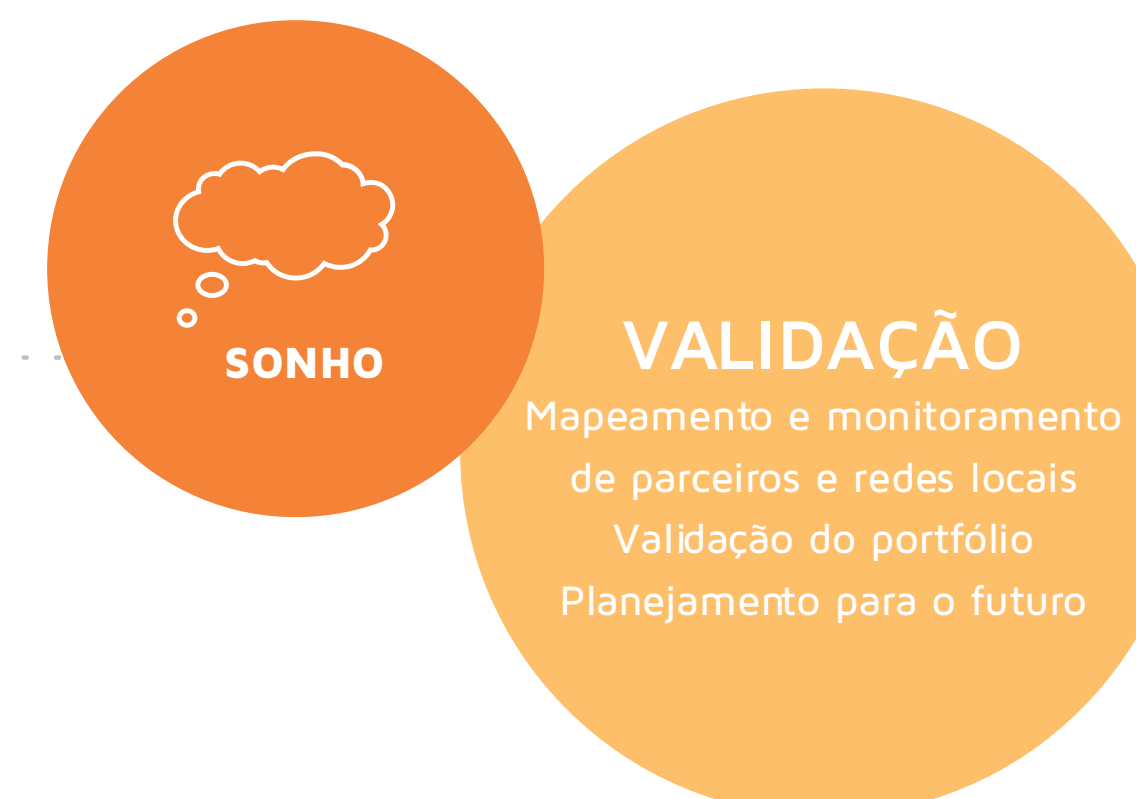 SONHO
VALIDAÇÃO
Mapeamento e monitoramento
de parceiros e redes locais
Validação do portfólio
Planejamento para o futuro